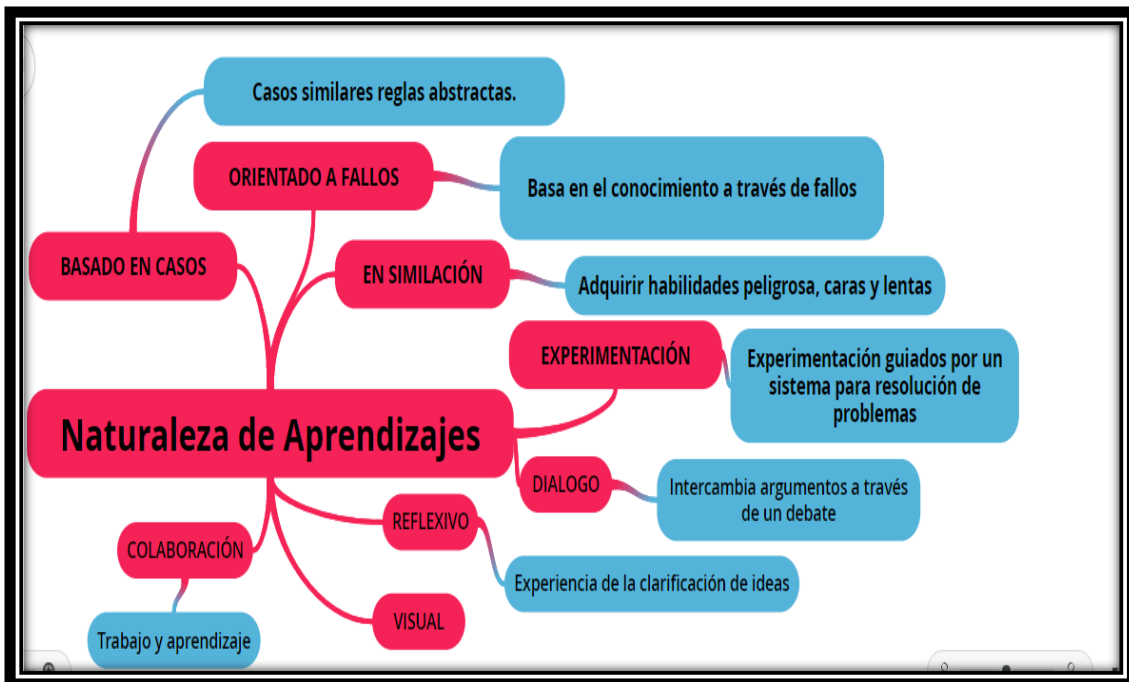 Casos similares reglas abstractas.
ORIENTADO A FALLOS
Basa en el conocimiento a través de fallos
BASADO EN CASOS
EN SIMILACIÓN
Adquirir habilidades peligrosa, caras y lentas
EXPERIMENTACIÓN
Experimentación guiados por un
sistema para resolución de
problemas
Naturaleza de Aprendizajes
DIALOGO
Intercambia argumentos a través
de un debate
REFLEXIVO
Experiencia de la clarificación de ideas
COLABORACIÓN
Trabajo y aprendizaje
VISUAL